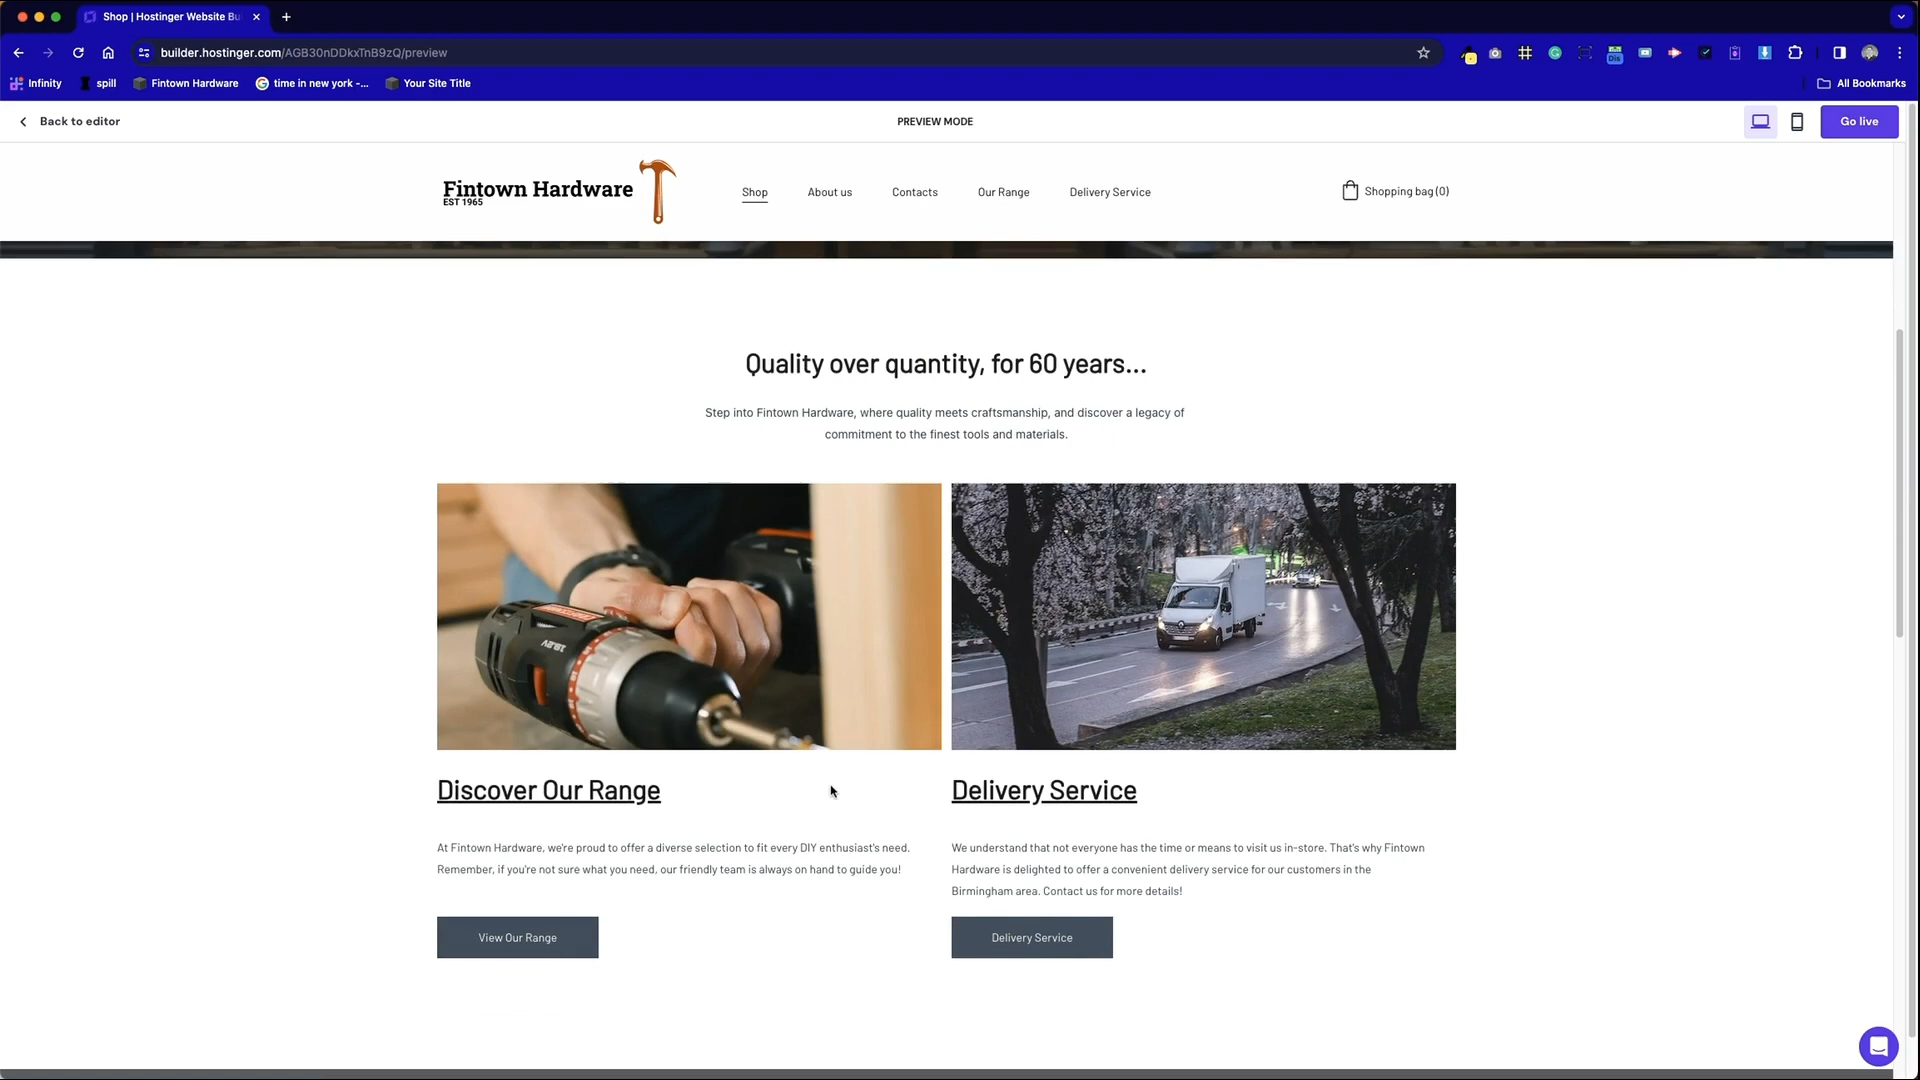 Shop | Hostinger Website Bu
builder.hostinger.com/AGB30nDDkxTnB9zQ/preview
Infinity
spill
Fintown Hardware
time in new york -...
Your Site Title
All Bookmarks
Back to editor
PREVIEW MODE
Go live
Fintown Hardware
EST 1965
Shop
About us
Contacts
Our Range
Delivery Service
Shopping bag (0)
Quality over quantity, for 60 years...
Step into Fintown Hardware, where quality meets craftsmanship, and discover a legacy of
commitment to the finest tools and materials.
19.2V
Discover Our Range
Delivery Service
At Fintown Hardware, we're proud to offer a diverse selection to fit every DIY enthusiast's need.
Remember, if you're not sure what you need, our friendly team is always on hand to guide you!
We understand that not everyone has the time or means to visit us in-store. That's why Fintown
Hardware is delighted to offer a convenient delivery service for our customers in the
Birmingham area. Contact us for more details!
View Our Range
Delivery Service